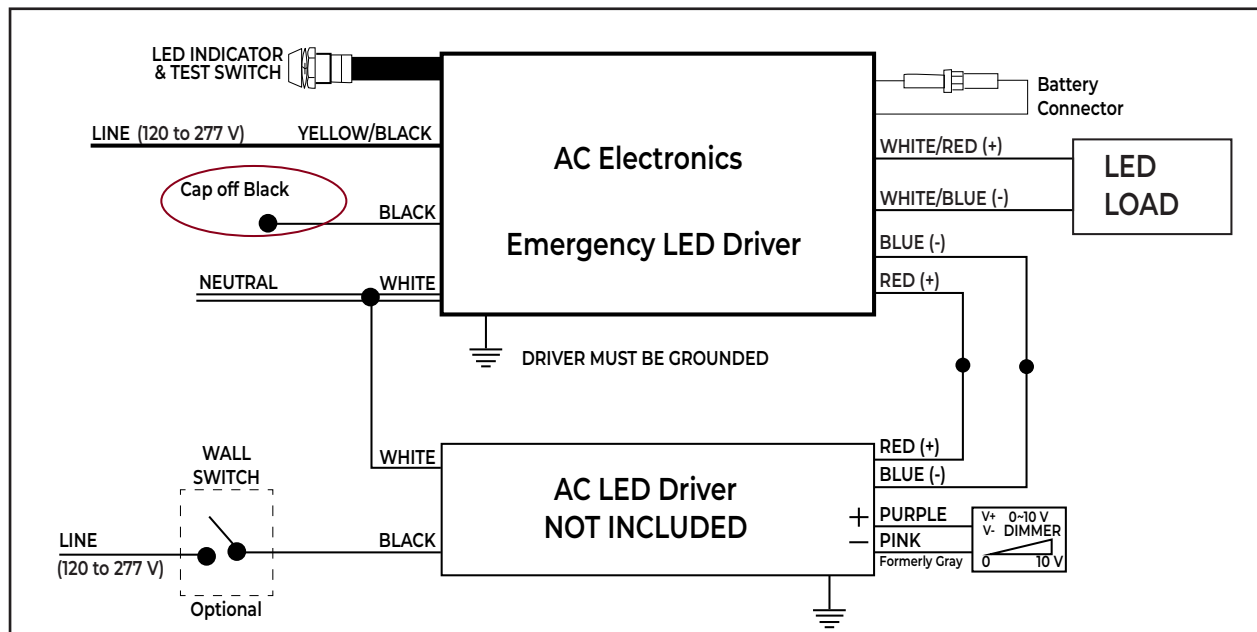 LED INDICATOR
& TEST SWITCH
LINE (120 to 277 V)
YELLOW/BLACK
Cap off Black
BLACK
NEUTRAL
WHITE
AC Electronics
Emergency LED Driver
DRIVER MUST BE GROUNDED
Battery
Connector
WHITE/RED (+)
WHITE/BLUE (-)
LED
LOAD
BLUE (-)
RED (+)
WALL
SWITCH
LINE
(120 to 277 V)
Optional
WHITE
BLACK
AC LED Driver
NOT INCLUDED
RED (+)
BLUE (-)
+ PURPLE
− PINK
Formerly Gray
V+ 0~10 V
V- DIMMER
0 10 V